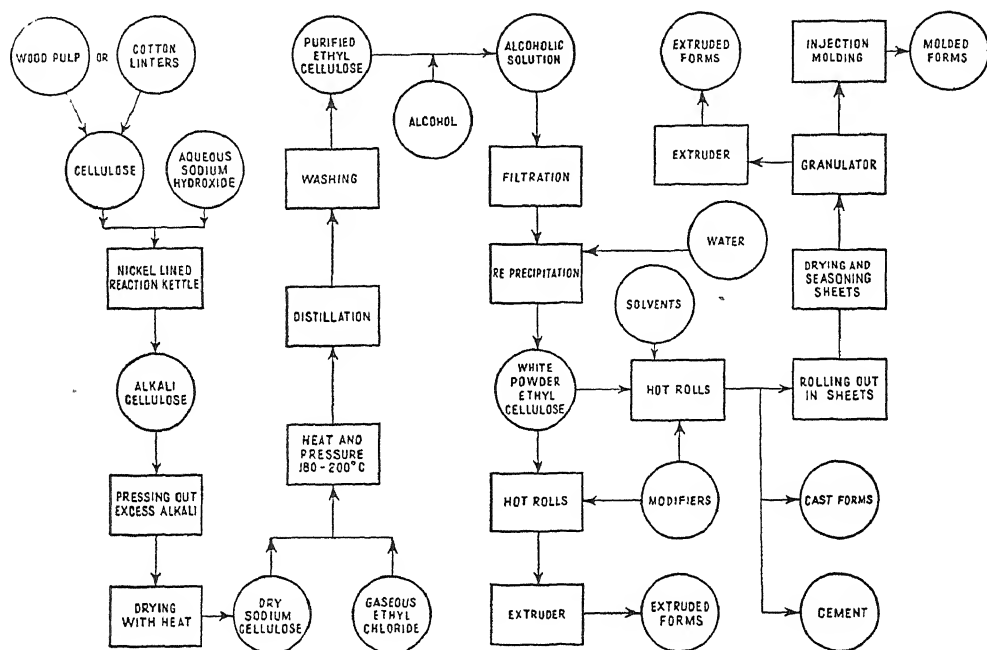 WOOD PULP
OR
COTTON
LINTERS
CELLULOSE
AQUEOUS
SODIUM
HYDROXIDE
NICKEL LINED
REACTION KETTLE
ALKALI
CELLULOSE
PRESSING OUT
EXCESS ALKALI
DRYING
WITH HEAT
DRY
SODIUM
CELLULOSE
GASEOUS
ETHYL
CHLORIDE
HEAT AND
PRESSURE
180-200°C
DISTILLATION
WASHING
PURIFIED
ETHYL
CELLULOSE
ALCOHOL
ALCOHOLIC
SOLUTION
FILTRATION
WATER
RE PRECIPITATION
WHITE
POWDER
ETHYL
CELLULOSE
SOLVENTS
HOT ROLLS
MODIFIERS
HOT ROLLS
EXTRUDER
EXTRUDED
FORMS
ROLLING OUT
IN SHEETS
CAST FORMS
CEMENT
DRYING AND
SEASONING
SHEETS
GRANULATOR
EXTRUDER
EXTRUDED
FORMS
INJECTION
MOLDING
MOLDED
FORMS